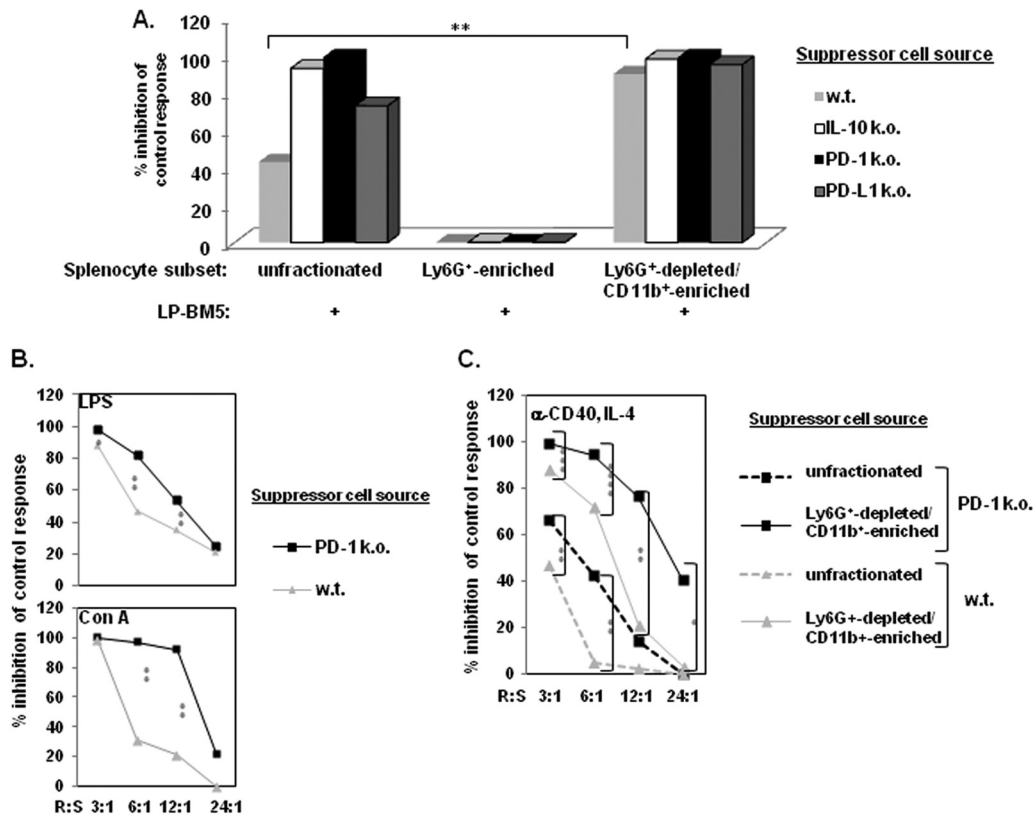 A.
**
120
100
80
60
40
20
0
% inhibition of
control response
Suppressor cell source
w.t.
IL-10 k.o.
PD-1 k.o.
PD-L1 k.o.
Splenocyte subset: unfractionated Ly6G⁺-enriched Ly6G⁺-depleted/
CD11b⁺-enriched
LP-BM5: + + +
B.
% inhibition of control response
120
100
80
60
40
20
0
LPS
120
100
80
60
40
20
0
Con A
R:S 3:1 6:1 12:1 24:1
Suppressor cell source
PD-1 k.o.
w.t.
C.
% inhibition of control response
120
100
80
60
40
20
0
α-CD40, IL-4
R:S 3:1 6:1 12:1 24:1
Suppressor cell source
unfractionated
Ly6G⁺-depleted/
CD11b⁺-enriched
PD-1 k.o.
unfractionated
Ly6G+-depleted/
CD11b+-enriched
w.t.